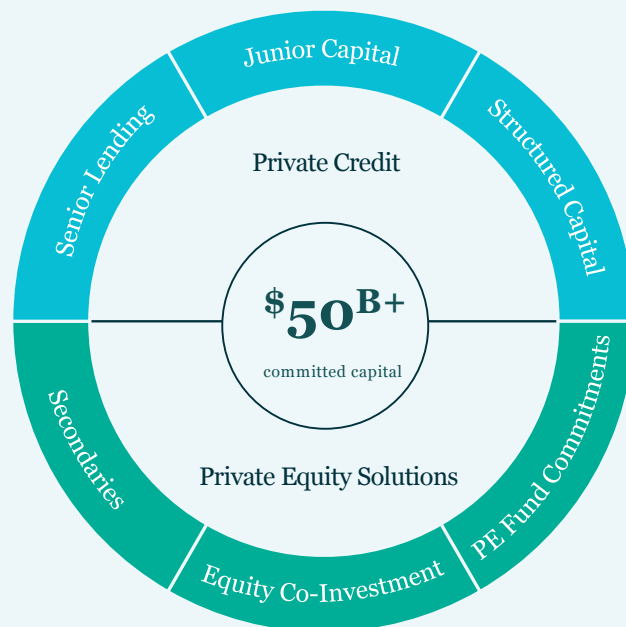 Junior Capital
Senior Lending
Structured Capital
Private Credit
$50B+
committed capital
Private Equity Solutions
Secondaries
PE Fund Commitments
Equity Co-Investment